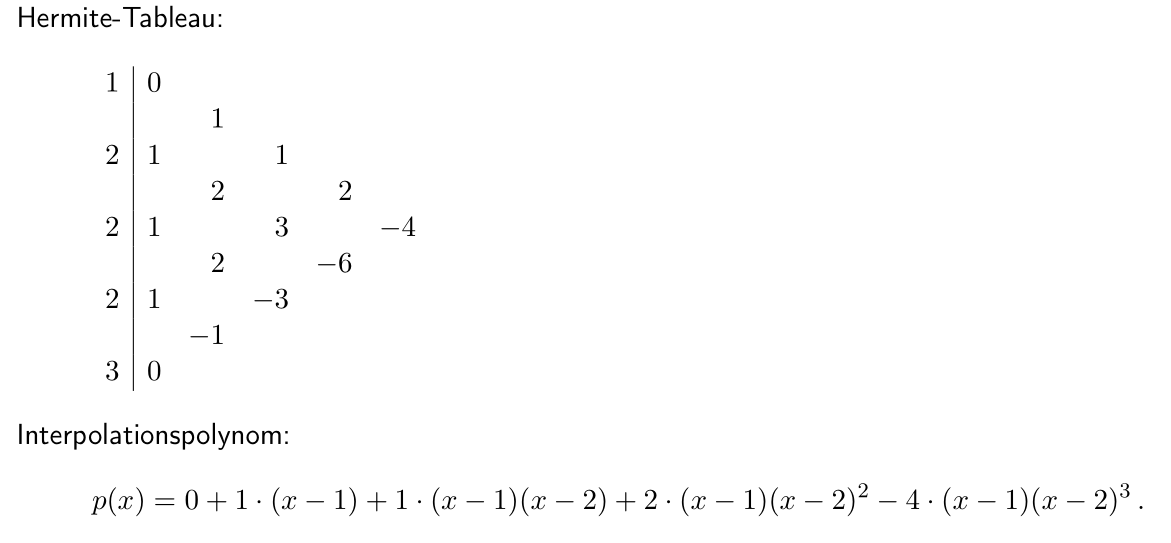 Hermite-Tableau:
1 | 0
1
2 | 1 1
2 2
2 | 1 3 −4
2 −6
2 | 1 −3
−1
3 | 0
Interpolationspolynom:
p(x) = 0 + 1 · (x − 1) + 1 · (x − 1)(x − 2) + 2 · (x − 1)(x − 2)² − 4 · (x − 1)(x − 2)³ .